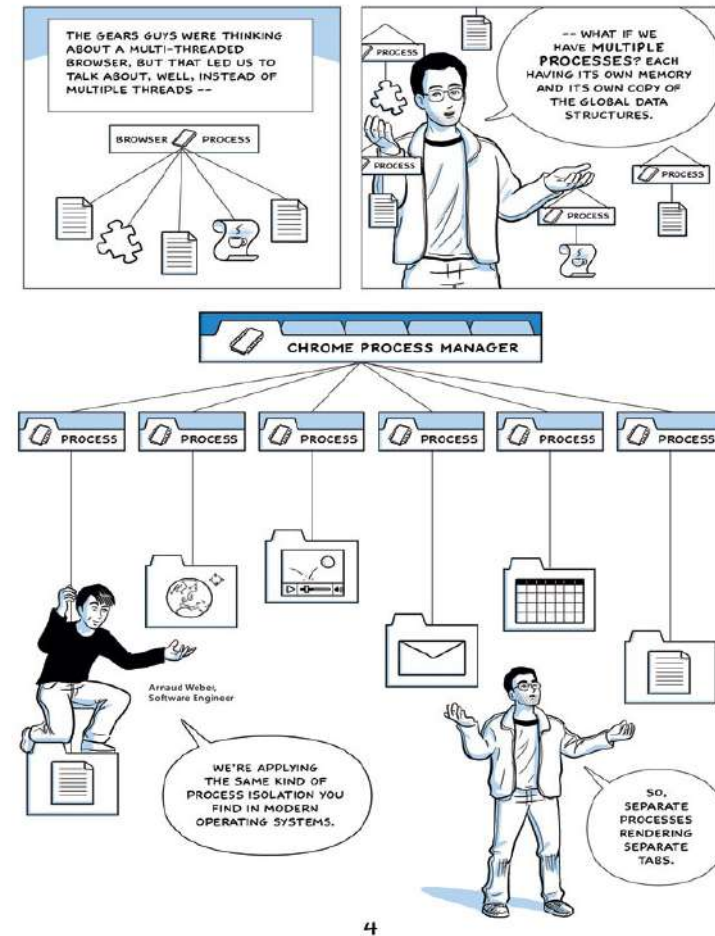 THE GEARS GUYS WERE THINKING
ABOUT A MULTI-THREADED
BROWSER, BUT THAT LED US TO
TALK ABOUT, WELL, INSTEAD OF
MULTIPLE THREADS --
BROWSER PROCESS
-- WHAT IF WE
HAVE MULTIPLE
PROCESSES? EACH
HAVING ITS OWN MEMORY
AND ITS OWN COPY OF
THE GLOBAL DATA
STRUCTURES.
PROCESS
PROCESS
PROCESS
PROCESS
CHROME PROCESS MANAGER
PROCESS
PROCESS
PROCESS
PROCESS
PROCESS
PROCESS
Arnaud Weber,
Software Engineer
WE'RE APPLYING
THE SAME KIND OF
PROCESS ISOLATION YOU
FIND IN MODERN
OPERATING SYSTEMS.
SO,
SEPARATE
PROCESSES
RENDERING
SEPARATE
TABS.
4